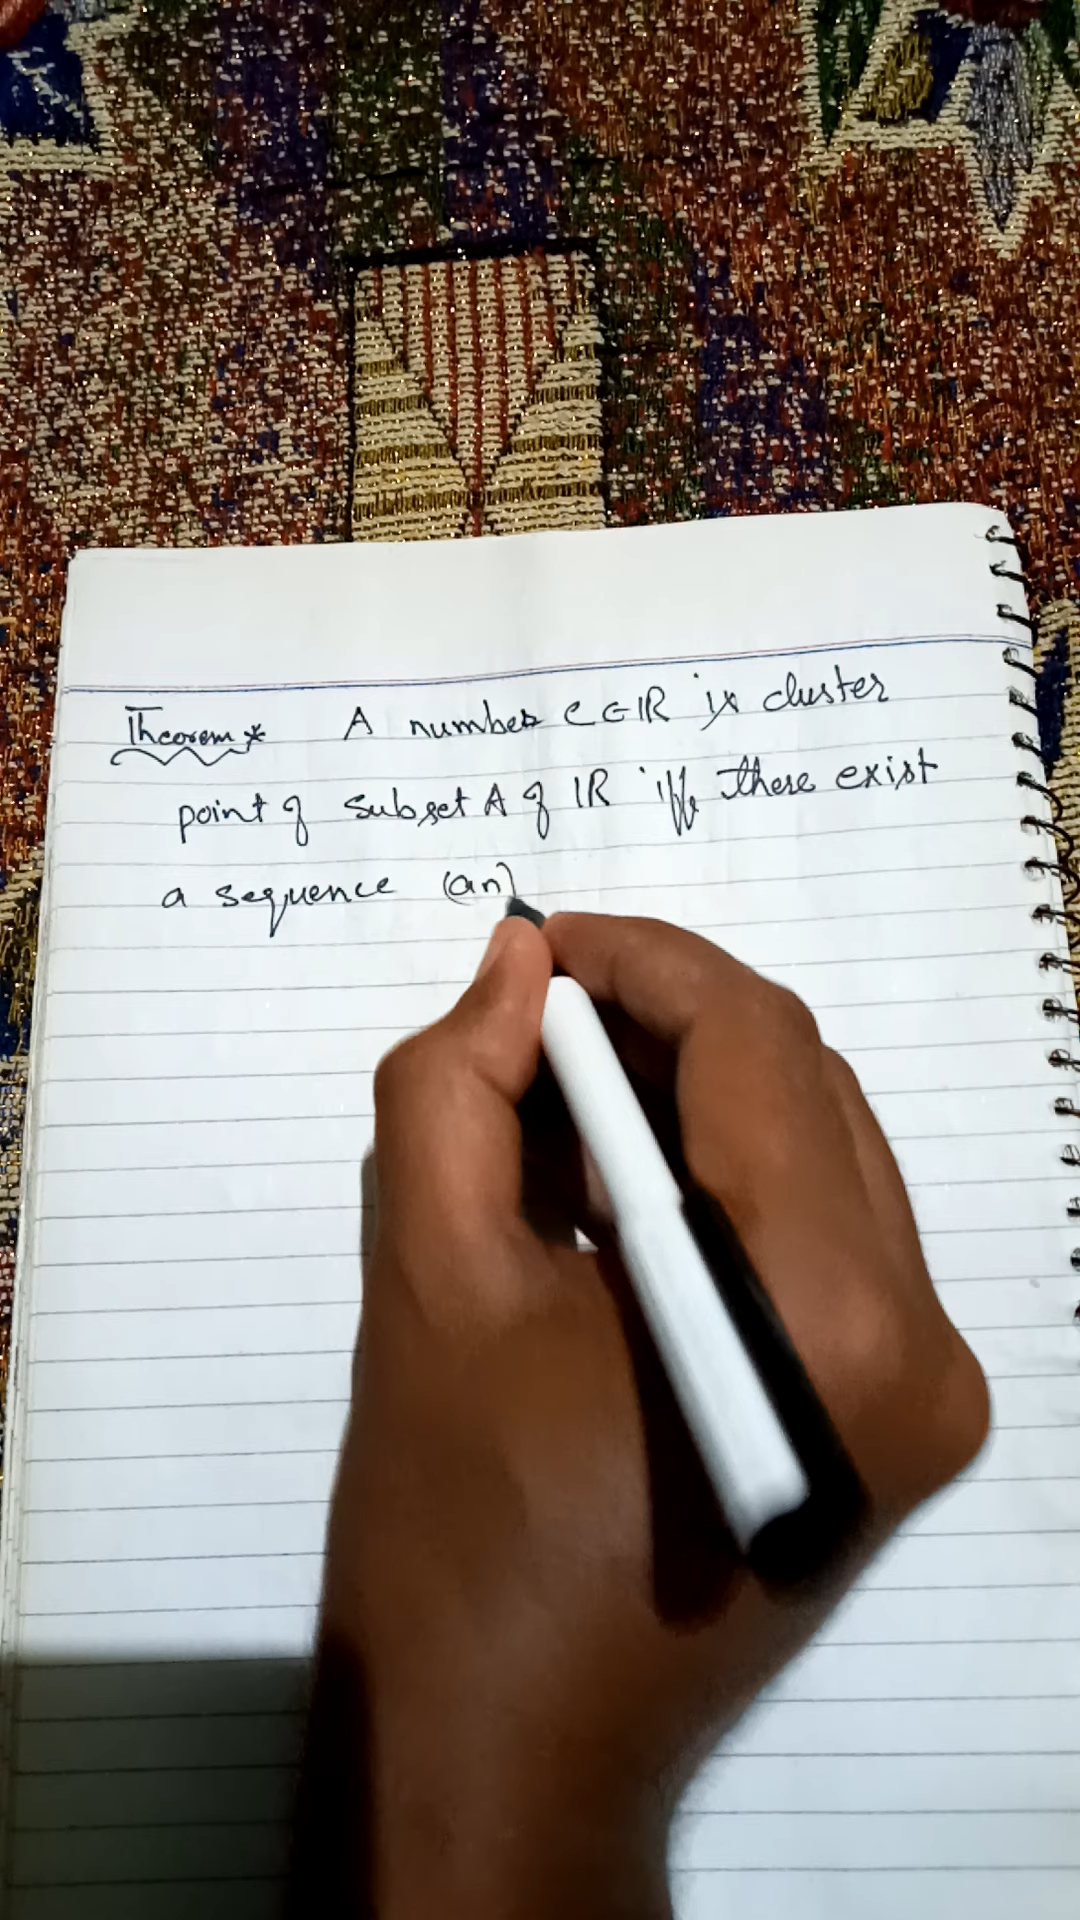 Theorem * A number c ∈ IR is cluster
point of subset A of IR iff there exist
a sequence (an)